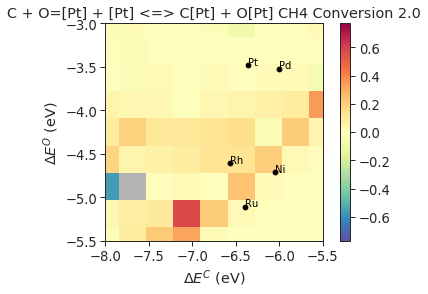 C + O=[Pt] + [Pt] <=> C[Pt] + O[Pt] CH4 Conversion 2.0
−3.0
−3.5
−4.0
−4.5
−5.0
−5.5
ΔE^O (eV)
Pt
Pd
Rh
Ni
Ru
−8.0 −7.5 −7.0 −6.5 −6.0 −5.5
ΔE^C (eV)
0.6
0.4
0.2
0.0
−0.2
−0.4
−0.6